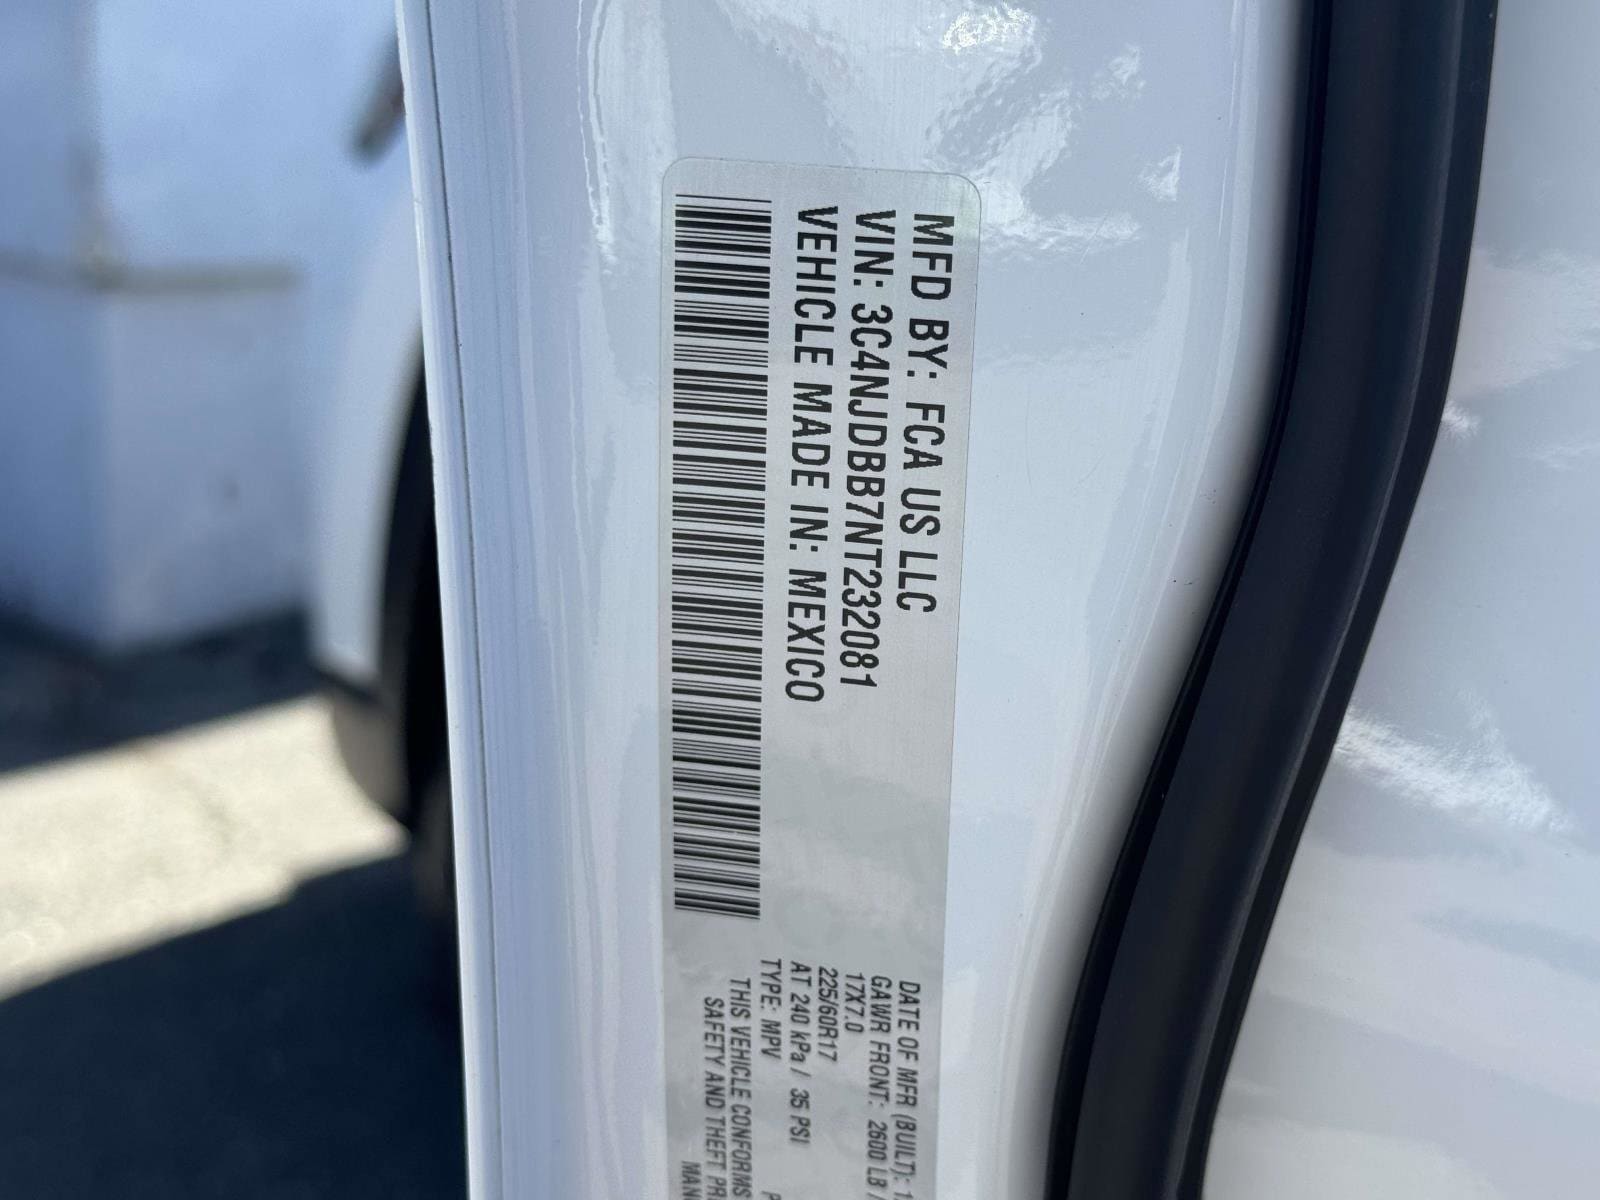 MFD BY: FCA US LLC
VIN: 3C4NJDBB7NT232081
VEHICLE MADE IN: MEXICO
DATE OF MFR (BUILT):
GAWR FRONT: 2600 LB /
17X7.0
225/60R17
AT 240 kPa / 35 PSI
TYPE: MPV
THIS VEHICLE CONFORMS
SAFETY AND THEFT